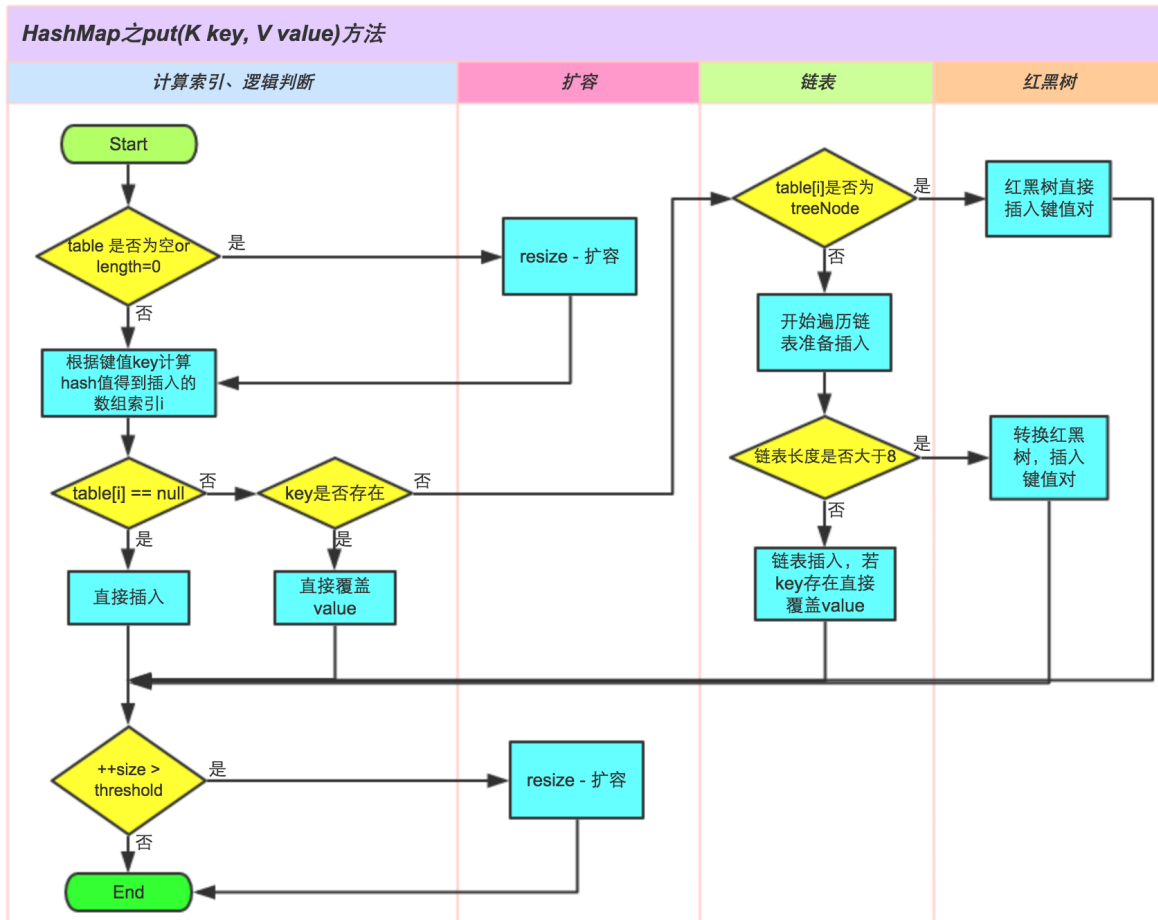 HashMap之put(K key, V value)方法
计算索引、逻辑判断
扩容
链表
红黑树
Start
table 是否为空or
length=0
是
否
resize - 扩容
根据键值key计算
hash值得到插入的
数组索引i
table[i] == null
否
是
key是否存在
否
是
直接插入
直接覆盖
value
table[i]是否为
treeNode
是
否
红黑树直接
插入键值对
开始遍历链
表准备插入
链表长度是否大于8
是
否
转换红黑
树，插入
键值对
链表插入，若
key存在直接
覆盖value
++size >
threshold
是
否
resize - 扩容
End